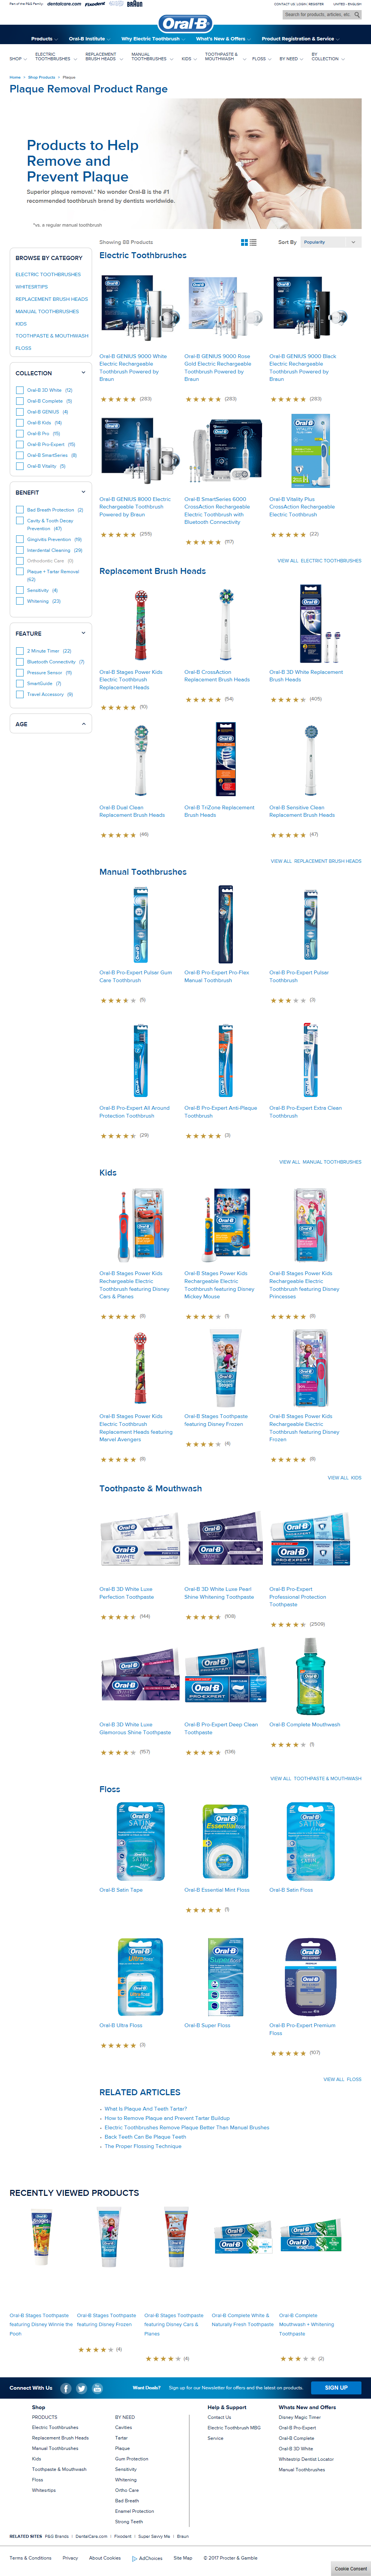 Part of the P&G Family
dentalcare.com
Fixodent
BRAUN
CONTACT US
LOGIN / REGISTER
UNITED - ENGLISH
Search for products, articles, etc.
Oral-B
Products
Oral-B Institute
Why Electric Toothbrush
What's New & Offers
Product Registration & Service
SHOP
ELECTRIC TOOTHBRUSHES
REPLACEMENT BRUSH HEADS
MANUAL TOOTHBRUSHES
KIDS
TOOTHPASTE & MOUTHWASH
FLOSS
BY NEED
BY COLLECTION
Home > Shop Products > Plaque
Plaque Removal Product Range
Products to Help
Remove and
Prevent Plaque
Superior plaque removal.* No wonder Oral-B is the #1
recommended toothbrush brand by dentists worldwide.
*vs. a regular manual toothbrush
BROWSE BY CATEGORY
ELECTRIC TOOTHBRUSHES
WHITESTRIPS
REPLACEMENT BRUSH HEADS
MANUAL TOOTHBRUSHES
KIDS
TOOTHPASTE & MOUTHWASH
FLOSS
COLLECTION
Oral-B 3D White (12)
Oral-B Complete (5)
Oral-B GENIUS (4)
Oral-B Kids (14)
Oral-B Pro (15)
Oral-B Pro-Expert (15)
Oral-B SmartSeries (8)
Oral-B Vitality (5)
BENEFIT
Bad Breath Protection (2)
Cavity & Tooth Decay
Prevention (47)
Gingivitis Prevention (19)
Interdental Cleaning (29)
Orthodontic Care (0)
Plaque + Tartar Removal
(62)
Sensitivity (4)
Whitening (23)
FEATURE
2 Minute Timer (22)
Bluetooth Connectivity (7)
Pressure Sensor (11)
SmartGuide (7)
Travel Accessory (9)
AGE
Showing 88 Products
Sort By
Popularity
Electric Toothbrushes
Oral-B GENIUS 9000 White
Electric Rechargeable
Toothbrush Powered by
Braun
(283)
Oral-B GENIUS 9000 Rose
Gold Electric Rechargeable
Toothbrush Powered by
Braun
(283)
Oral-B GENIUS 9000 Black
Electric Rechargeable
Toothbrush Powered by
Braun
(283)
Oral-B GENIUS 8000 Electric
Rechargeable Toothbrush
Powered by Braun
(255)
Oral-B SmartSeries 6000
CrossAction Rechargeable
Electric Toothbrush with
Bluetooth Connectivity
(117)
Oral-B Vitality Plus
CrossAction Rechargeable
Electric Toothbrush
(22)
VIEW ALL ELECTRIC TOOTHBRUSHES
Replacement Brush Heads
Oral-B Stages Power Kids
Electric Toothbrush
Replacement Heads
(10)
Oral-B CrossAction
Replacement Brush Heads
(54)
Oral-B 3D White Replacement
Brush Heads
(405)
Oral-B Dual Clean
Replacement Brush Heads
(46)
Oral-B TriZone Replacement
Brush Heads
Oral-B Sensitive Clean
Replacement Brush Heads
(47)
VIEW ALL REPLACEMENT BRUSH HEADS
Manual Toothbrushes
Oral-B Pro-Expert Pulsar Gum
Care Toothbrush
Oral-B Pro-Expert Pro-Flex
Manual Toothbrush
Oral-B Pro-Expert Pulsar
Toothbrush
(3)
Oral-B Pro-Expert All Around
Protection Toothbrush
(29)
Oral-B Pro-Expert Anti-Plaque
Toothbrush
(3)
Oral-B Pro-Expert Extra Clean
Toothbrush
VIEW ALL MANUAL TOOTHBRUSHES
Kids
Oral-B Stages Power Kids
Rechargeable Electric
Toothbrush featuring Disney
Cars & Planes
(8)
Oral-B Stages Power Kids
Rechargeable Electric
Toothbrush featuring Disney
Mickey Mouse
(1)
Oral-B Stages Power Kids
Rechargeable Electric
Toothbrush featuring Disney
Princesses
(8)
Oral-B Stages Power Kids
Electric Toothbrush
Replacement Heads featuring
Marvel Avengers
(8)
Oral-B Stages Toothpaste
featuring Disney Frozen
(4)
Oral-B Stages Power Kids
Rechargeable Electric
Toothbrush featuring Disney
Frozen
(8)
VIEW ALL KIDS
Toothpaste & Mouthwash
Oral-B 3D White Luxe
Perfection Toothpaste
(144)
Oral-B 3D White Luxe Pearl
Shine Whitening Toothpaste
(108)
Oral-B Pro-Expert
Professional Protection
Toothpaste
(2509)
Oral-B 3D White Luxe
Glamorous Shine Toothpaste
(157)
Oral-B Pro-Expert Deep Clean
Toothpaste
(136)
Oral-B Complete Mouthwash
(1)
VIEW ALL TOOTHPASTE & MOUTHWASH
Floss
Oral-B Satin Tape
Oral-B Essential Mint Floss
(1)
Oral-B Satin Floss
Oral-B Ultra Floss
(3)
Oral-B Super Floss
Oral-B Pro-Expert Premium
Floss
(107)
VIEW ALL FLOSS
RELATED ARTICLES
What Is Plaque And Teeth Tartar?
How to Remove Plaque and Prevent Tartar Buildup
Electric Toothbrushes Remove Plaque Better Than Manual Brushes
Back Teeth Can Be Plaque Teeth
The Proper Flossing Technique
RECENTLY VIEWED PRODUCTS
Oral-B Stages Toothpaste
featuring Disney Winnie the
Pooh
Oral-B Stages Toothpaste
featuring Disney Frozen
(4)
Oral-B Stages Toothpaste
featuring Disney Cars &
Planes
(4)
Oral-B Complete White &
Naturally Fresh Toothpaste
Oral-B Complete
Mouthwash + Whitening
Toothpaste
(2)
Connect With Us
Want Deals?
Sign up for our Newsletter for offers and the latest on products.
SIGN UP
Shop
PRODUCTS
Electric Toothbrushes
Replacement Brush Heads
Manual Toothbrushes
Kids
Toothpaste & Mouthwash
Floss
Whitestrips
BY NEED
Cavities
Tartar
Plaque
Gum Protection
Sensitivity
Whitening
Ortho Care
Bad Breath
Enamel Protection
Strong Teeth
Help & Support
Contact Us
Electric Toothbrush MBG
Service
Whats New and Offers
Disney Magic Timer
Oral-B Pro-Expert
Oral-B Complete
Oral-B 3D White
Whitestrip Dentist Locator
Manual Toothbrushes
RELATED SITES P&G Brands | DentalCare.com | Fixodent | Super Savvy Me | Braun
Terms & Conditions
Privacy
About Cookies
AdChoices
Site Map
© 2017 Procter & Gamble
Cookie Consent